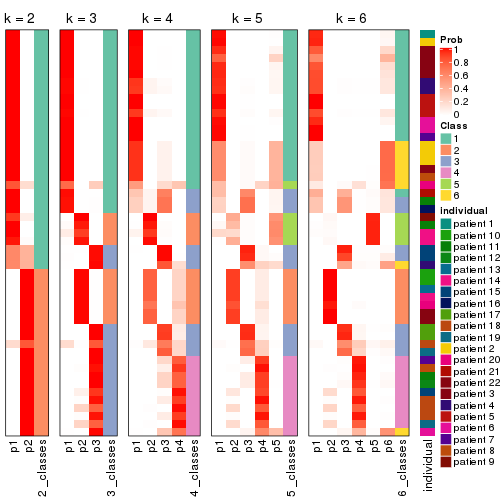 k = 2
k = 3
k = 4
k = 5
k = 6
p1
p2
2_classes
p1
p2
p3
3_classes
p1
p2
p3
p4
4_classes
p1
p2
p3
p4
p5
5_classes
p1
p2
p3
p4
p5
p6
6_classes
individual
Prob
1
0.8
0.6
0.4
0.2
0
Class
1
2
3
4
5
6
Individual
patient 1
patient 10
patient 11
patient 12
patient 13
patient 14
patient 15
patient 16
patient 17
patient 18
patient 19
patient 2
patient 20
patient 21
patient 22
patient 3
patient 4
patient 5
patient 6
patient 7
patient 8
patient 9